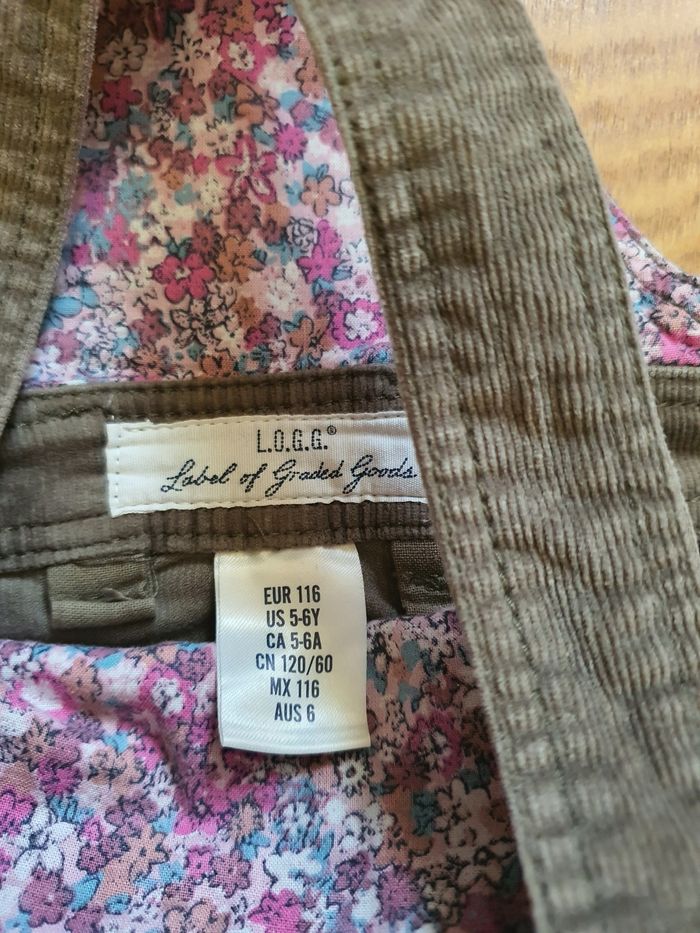 L.O.G.G.®
Label of Graded Goods
EUR 116
US 5-6Y
CA 5-6A
CN 120/60
MX 116
AUS 6